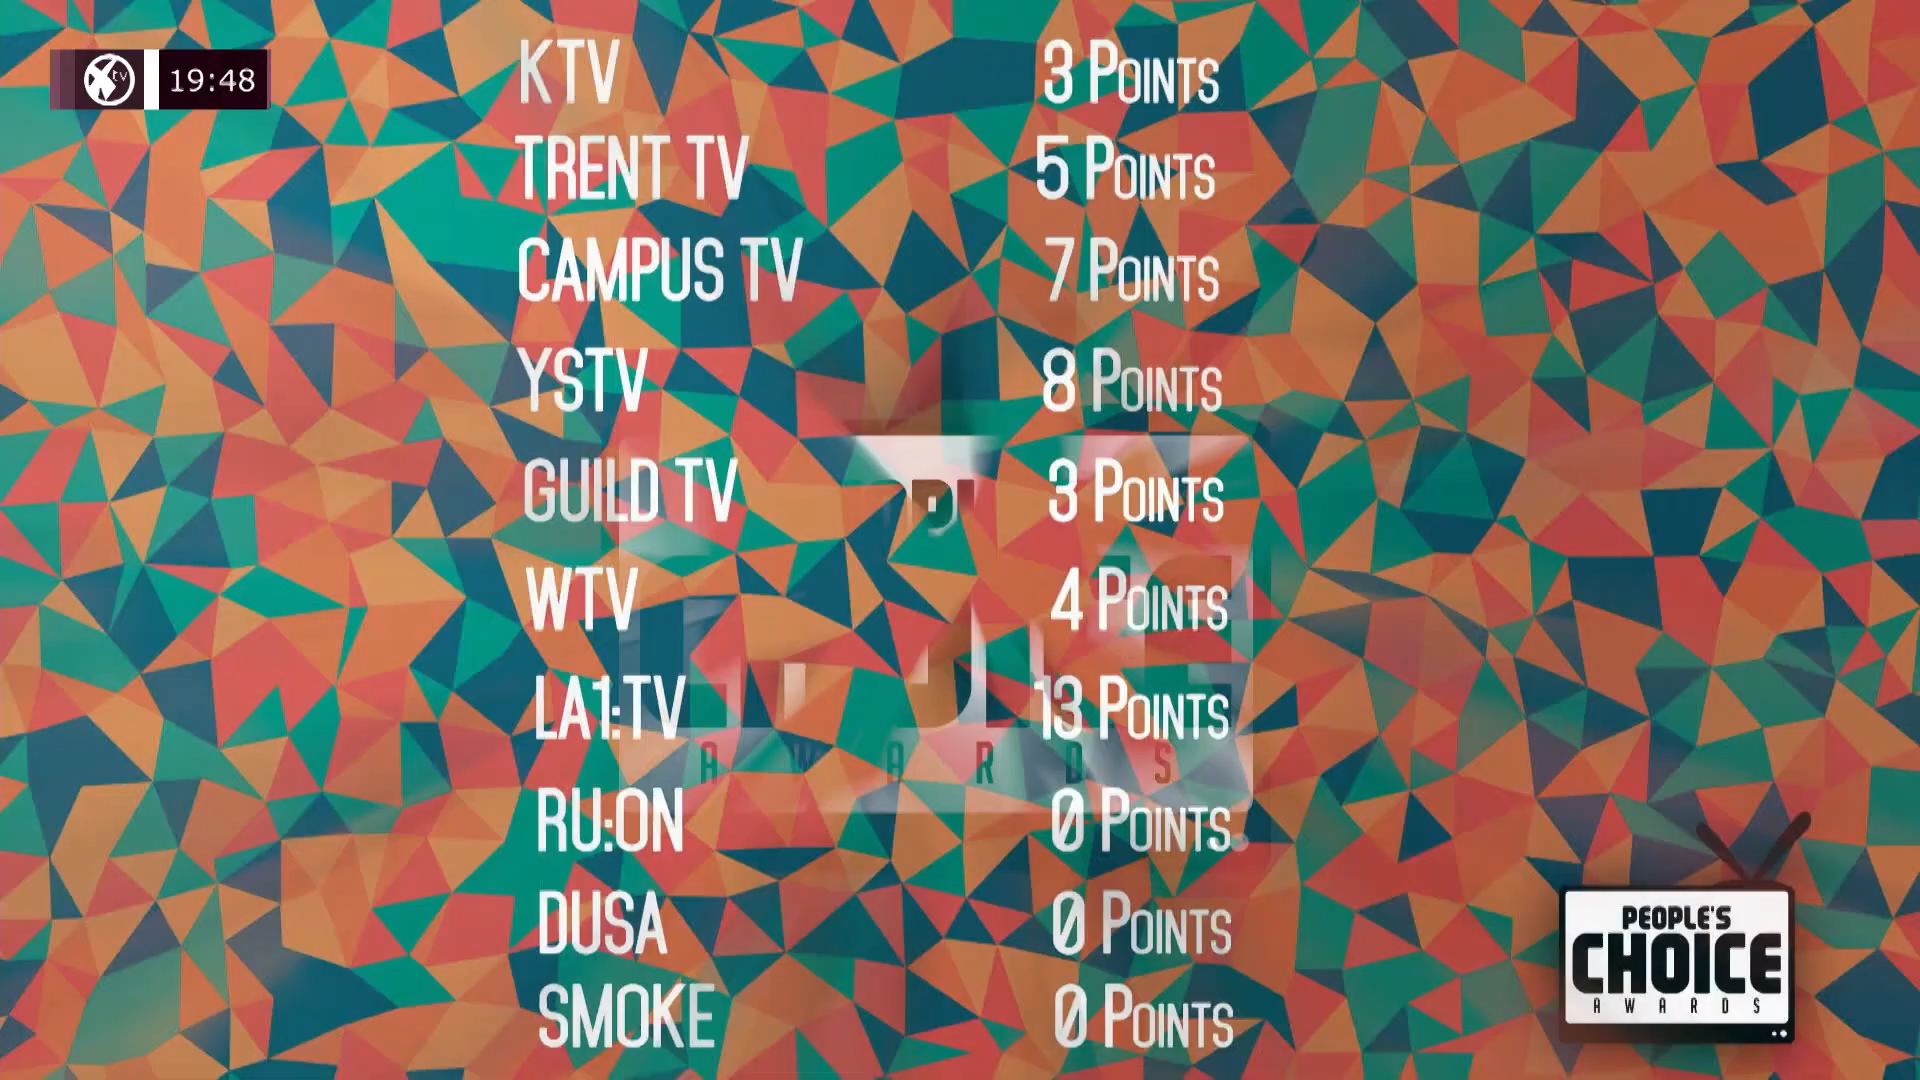 Xtv 19:48
KTV 3 POINTS
TRENT TV 5 POINTS
CAMPUS TV 7 POINTS
YSTV 8 POINTS
GUILD TV 3 POINTS
WTV 4 POINTS
LA1:TV 13 POINTS
AWARDS
RU:ON 0 POINTS
DUSA 0 POINTS
SMOKE 0 POINTS
PEOPLE'S
CHOICE
AWARDS